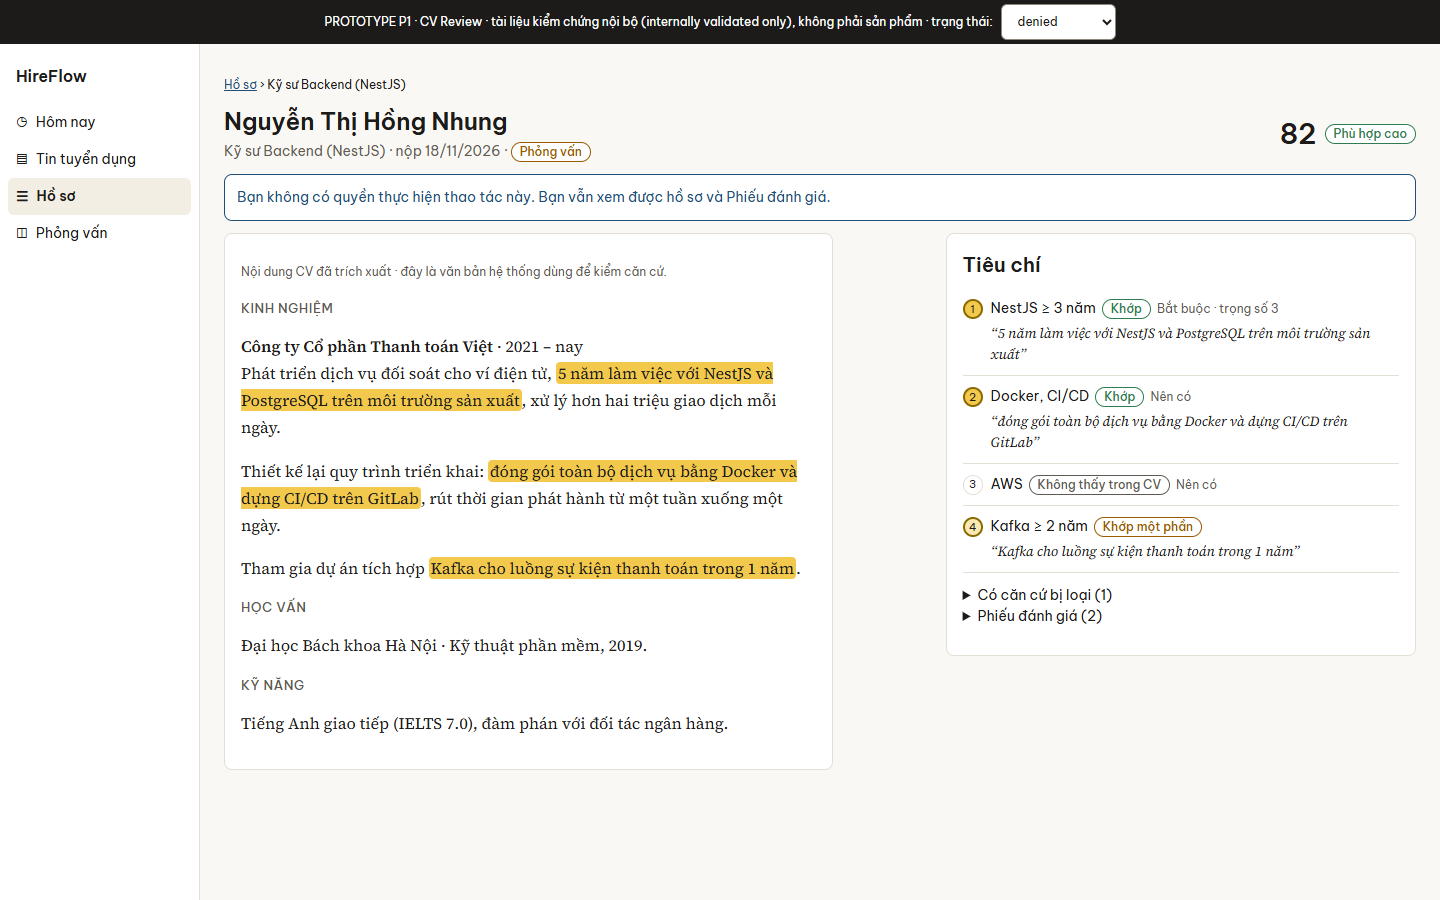 PROTOTYPE P1 · CV Review · tài liệu kiểm chứng nội bộ (internally validated only), không phải sản phẩm · trạng thái: denied
HireFlow
Hôm nay
Tin tuyển dụng
Hồ sơ
Phỏng vấn
Hồ sơ › Kỹ sư Backend (NestJS)
Nguyễn Thị Hồng Nhung
Kỹ sư Backend (NestJS) · nộp 18/11/2026 · Phỏng vấn
82 Phù hợp cao
Bạn không có quyền thực hiện thao tác này. Bạn vẫn xem được hồ sơ và Phiếu đánh giá.
Nội dung CV đã trích xuất · đây là văn bản hệ thống dùng để kiểm căn cứ.
KINH NGHIỆM
Công ty Cổ phần Thanh toán Việt · 2021 – nay
Phát triển dịch vụ đối soát cho ví điện tử, 5 năm làm việc với NestJS và
PostgreSQL trên môi trường sản xuất, xử lý hơn hai triệu giao dịch mỗi
ngày.
Thiết kế lại quy trình triển khai: đóng gói toàn bộ dịch vụ bằng Docker và
dựng CI/CD trên GitLab, rút thời gian phát hành từ một tuần xuống một
ngày.
Tham gia dự án tích hợp Kafka cho luồng sự kiện thanh toán trong 1 năm.
HỌC VẤN
Đại học Bách khoa Hà Nội · Kỹ thuật phần mềm, 2019.
KỸ NĂNG
Tiếng Anh giao tiếp (IELTS 7.0), đàm phán với đối tác ngân hàng.
Tiêu chí
1 NestJS ≥ 3 năm Khớp Bắt buộc · trọng số 3
“5 năm làm việc với NestJS và PostgreSQL trên môi trường sản
xuất”
2 Docker, CI/CD Khớp Nên có
“đóng gói toàn bộ dịch vụ bằng Docker và dựng CI/CD trên
GitLab”
3 AWS Không thấy trong CV Nên có
4 Kafka ≥ 2 năm Khớp một phần
“Kafka cho luồng sự kiện thanh toán trong 1 năm”
Có căn cứ bị loại (1)
Phiếu đánh giá (2)